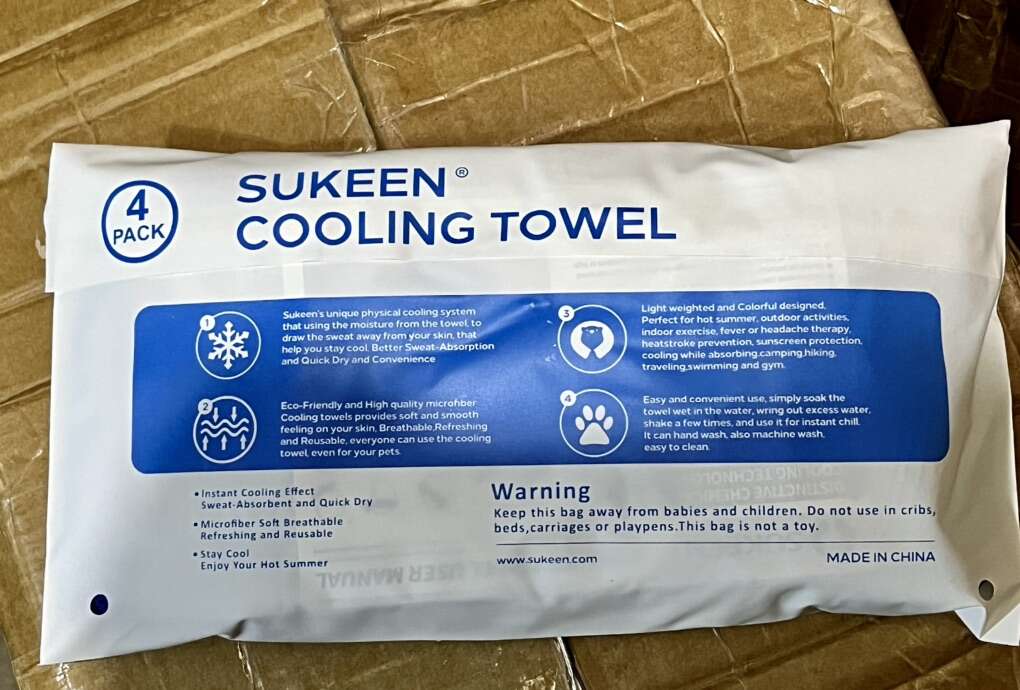 4
PACK
SUKEEN®
COOLING TOWEL
1
Sukeen's unique physical cooling system
that using the moisture from the towel, to
draw the sweat away from your skin, that
help you stay cool. Better Sweat-Absorption
and Quick Dry and Convenience
2
Eco-Friendly and High quality microfiber
Cooling towels provides soft and smooth
feeling on your skin, Breathable,Refreshing
and Reusable, everyone can use the cooling
towel, even for your pets.
3
Light weighted and Colorful designed,
Perfect for hot summer, outdoor activities,
indoor exercise, fever or headache therapy,
heatstroke prevention, sunscreen protection,
cooling while absorbing.camping,hiking,
traveling,swimming and gym.
4
Easy and convenient use, simply soak the
towel wet in the water, wring out excess water,
shake a few times, and use it for instant chill.
It can hand wash, also machine wash,
easy to clean.
• Instant Cooling Effect
Sweat-Absorbent and Quick Dry
• Microfiber Soft Breathable
Refreshing and Reusable
• Stay Cool
Enjoy Your Hot Summer
Warning
Keep this bag away from babies and children. Do not use in cribs,
beds,carriages or playpens.This bag is not a toy.
www.sukeen.com
MADE IN CHINA
USER MANUAL
COOLING TECHNOLO